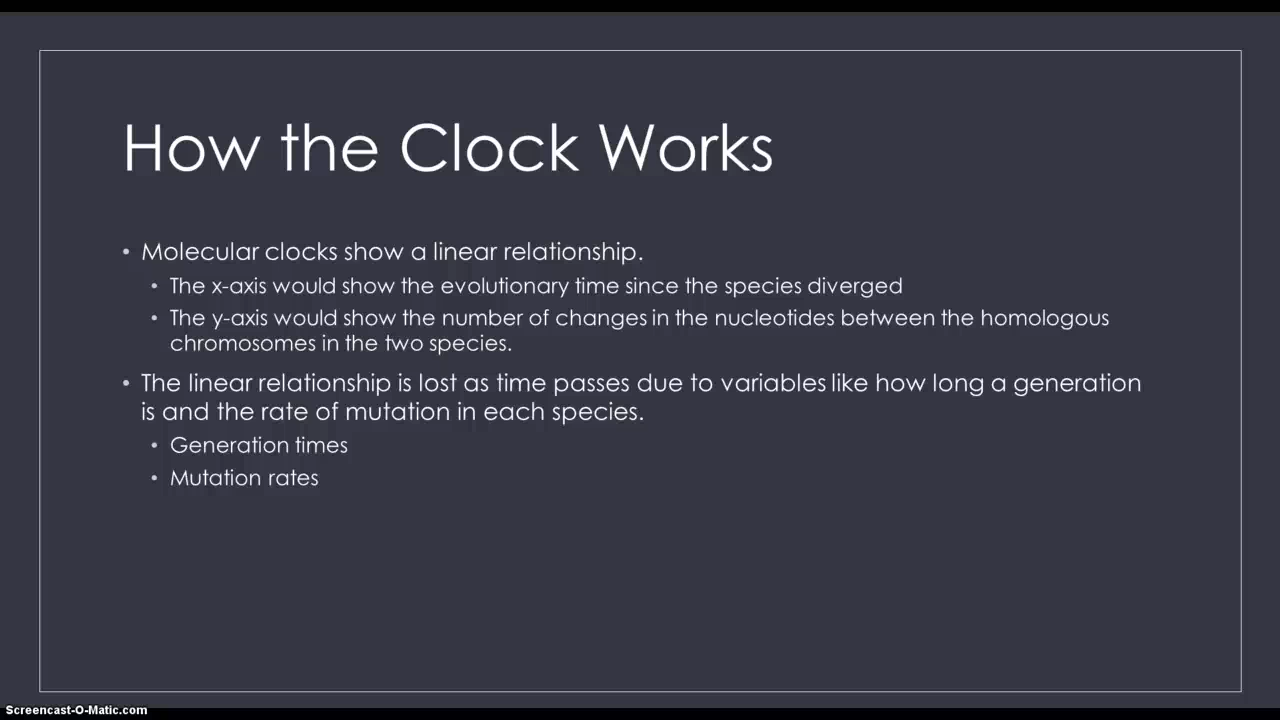 How the Clock Works
• Molecular clocks show a linear relationship.
• The x-axis would show the evolutionary time since the species diverged
• The y-axis would show the number of changes in the nucleotides between the homologous
chromosomes in the two species.
• The linear relationship is lost as time passes due to variables like how long a generation
is and the rate of mutation in each species.
• Generation times
• Mutation rates
Screencast-O-Matic.com